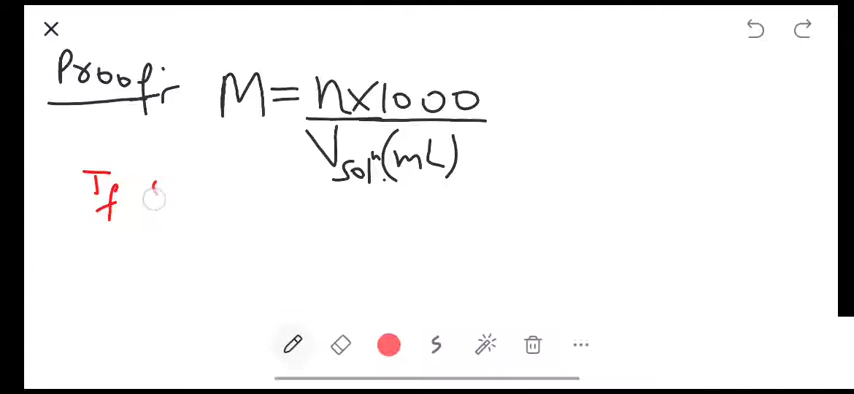 Proof:-
M = n×1000
Vsolⁿ.(mL)
If